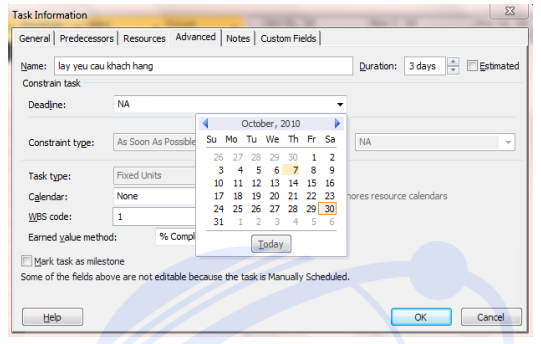 Task Information
General Predecessors Resources Advanced Notes Custom Fields
Name: lay yeu cau khach hang Duration: 3 days Estimated
Constrain task
Deadline: NA
October, 2010
Su Mo Tu We Th Fr Sa
26 27 28 29 30 1 2
3 4 5 6 7 8 9
10 11 12 13 14 15 16
17 18 19 20 21 22 23
24 25 26 27 28 29 30
31 1 2 3 4 5 6
Today
Constraint type: As Soon As Possible NA
Task type: Fixed Units
Calendar: None nores resource calendars
WBS code: 1
Earned value method: % Compl
Mark task as milestone
Some of the fields above are not editable because the task is Manually Scheduled.
Help OK Cancel